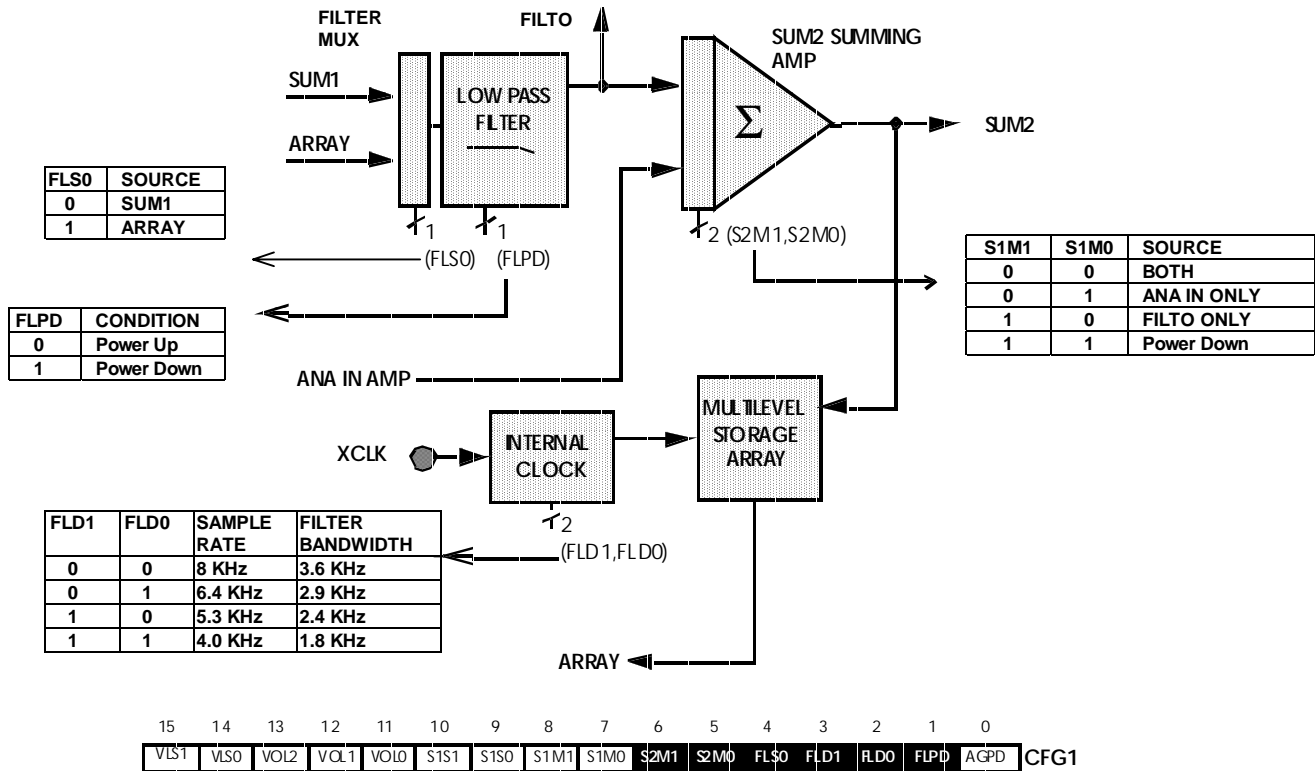 FILTER
MUX
FILTO
SUM2 SUMMING
AMP
SUM1
ARRAY
LOW PASS
FILTER
Σ
SUM2
FLS0 SOURCE
0 SUM1
1 ARRAY
1
(FLS0)
1
(FLPD)
2 (S2M1,S2M0)
S1M1 S1M0 SOURCE
0 0 BOTH
0 1 ANA IN ONLY
1 0 FILTO ONLY
1 1 Power Down
FLPD CONDITION
0 Power Up
1 Power Down
ANA IN AMP
XCLK
INTERNAL
CLOCK
MULTILEVEL
STORAGE
ARRAY
2
(FLD1,FLD0)
FLD1 FLD0 SAMPLE RATE FILTER BANDWIDTH
0 0 8 KHz 3.6 KHz
0 1 6.4 KHz 2.9 KHz
1 0 5.3 KHz 2.4 KHz
1 1 4.0 KHz 1.8 KHz
ARRAY
15 14 13 12 11 10 9 8 7 6 5 4 3 2 1 0
VLS1 VLS0 VOL2 VOL1 VOL0 S1S1 S1S0 S1M1 S1M0 S2M1 S2M0 FLS0 FLD1 FLD0 FLPD AGPD CFG1